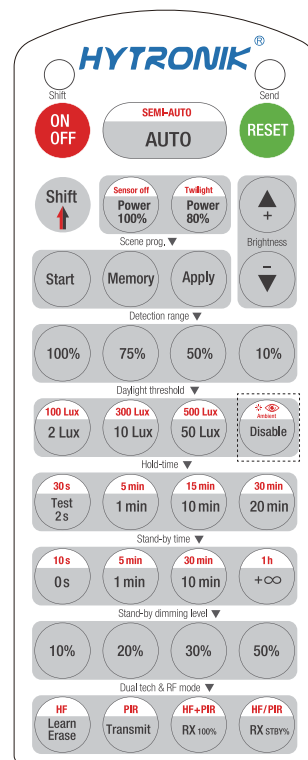 HYTRONIK®
Shift Send
ON
OFF
SEMI-AUTO
AUTO
RESET
Shift
Sensor off
Power
100%
Twilight
Power
80%
+
Scene prog. ▼
Brightness
Start Memory Apply
−
Detection range ▼
100% 75% 50% 10%
Daylight threshold ▼
100 Lux 300 Lux 500 Lux Ambient
2 Lux 10 Lux 50 Lux Disable
Hold-time ▼
30 s 5 min 15 min 30 min
Test
2 s
1 min 10 min 20 min
Stand-by time ▼
10 s 5 min 30 min 1 h
0 s 1 min 10 min +∞
Stand-by dimming level ▼
10% 20% 30% 50%
Dual tech & RF mode ▼
HF PIR HF+PIR HF/PIR
Learn
Erase
Transmit RX 100% RX STBY%